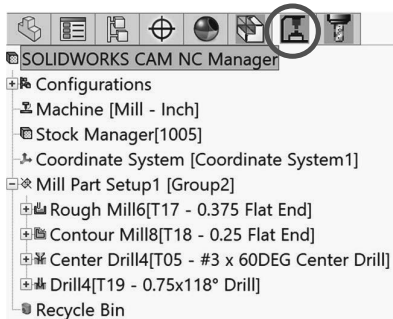 SOLIDWORKS CAM NC Manager
Configurations
Machine [Mill - Inch]
Stock Manager[1005]
Coordinate System [Coordinate System1]
Mill Part Setup1 [Group2]
Rough Mill6[T17 - 0.375 Flat End]
Contour Mill8[T18 - 0.25 Flat End]
Center Drill4[T05 - #3 x 60DEG Center Drill]
Drill4[T19 - 0.75x118° Drill]
Recycle Bin